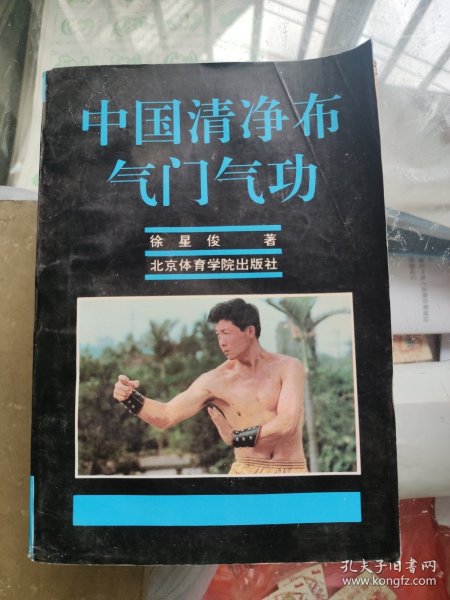 中国清净布
气门气功
徐星俊 著
北京体育学院出版社
孔夫子旧书网
www.kongfz.com